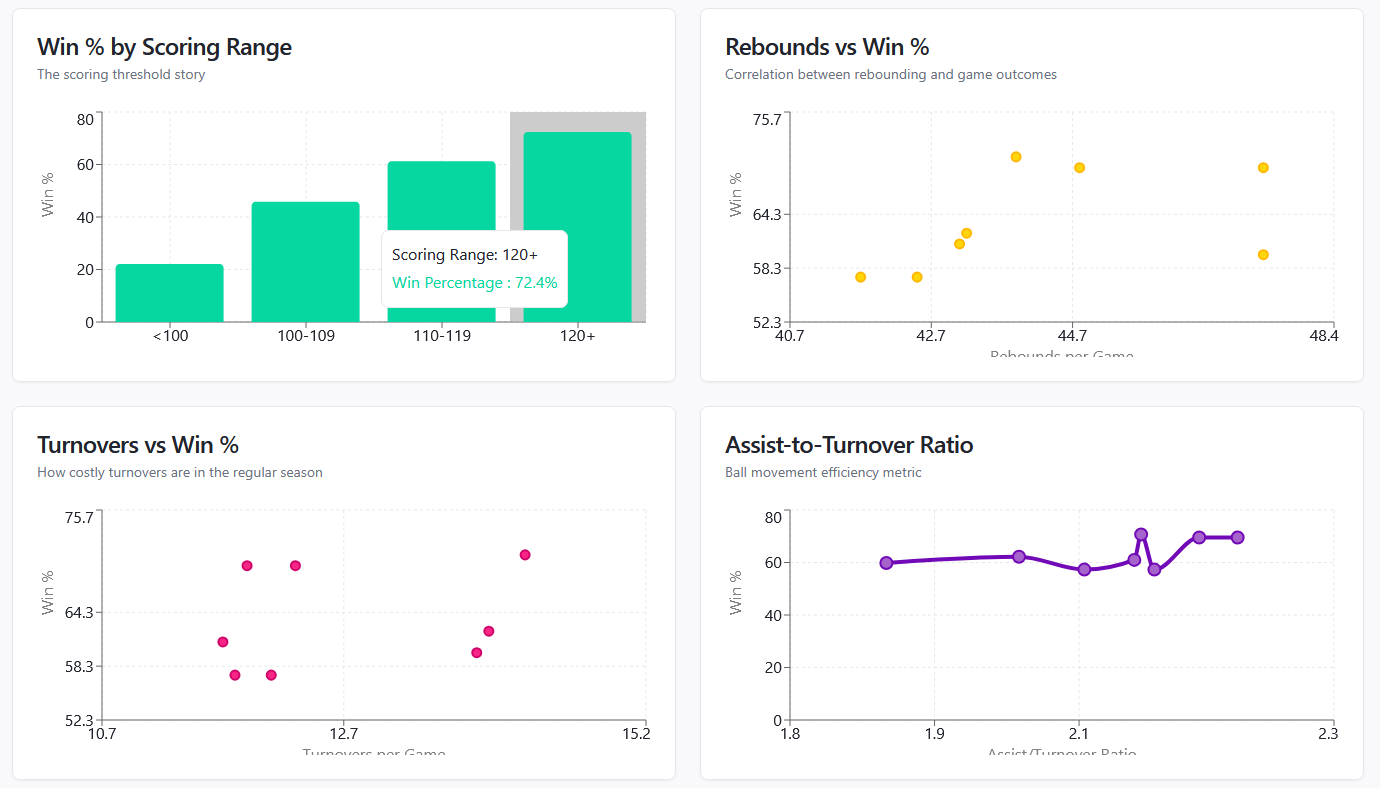 Win % by Scoring Range
The scoring threshold story
80
60
40
20
0
Win %
<100
100-109
110-119
120+
Scoring Range: 120+
Win Percentage : 72.4%
Rebounds vs Win %
Correlation between rebounding and game outcomes
75.7
64.3
58.3
52.3
Win %
40.7
42.7
44.7
48.4
Rebounds per Game
Turnovers vs Win %
How costly turnovers are in the regular season
75.7
64.3
58.3
52.3
Win %
10.7
12.7
15.2
Turnovers per Game
Assist-to-Turnover Ratio
Ball movement efficiency metric
80
60
40
20
0
Win %
1.8
1.9
2.1
2.3
Assist/Turnover Ratio